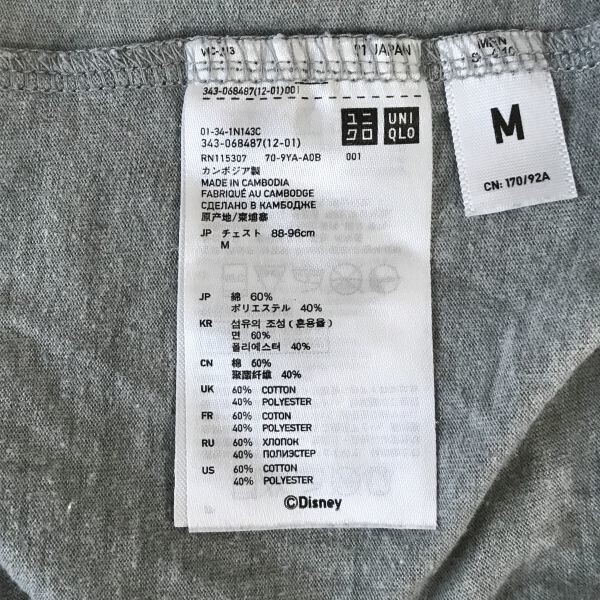 21 JAPAN
MEN
343-068487(12-01)001
ユニ
クロ
UNI
QLO
M
CN: 170/92A
01-34-1N143C
343-068487(12-01)
RN115307 70-9YA-A0B 001
カンボジア製
MADE IN CAMBODIA
FABRIQUÉ AU CAMBODGE
СДЕЛАНО В КАМБОДЖЕ
原产地/柬埔寨
JP チェスト 88-96cm
M
JP 綿 60%
ポリエステル 40%
KR 섬유의 조성(혼용율)
면 60%
폴리에스터 40%
CN 棉 60%
聚酯纤维 40%
UK 60% COTTON
40% POLYESTER
FR 60% COTON
40% POLYESTER
RU 60% ХЛОПОК
40% ПОЛИЭСТЕР
US 60% COTTON
40% POLYESTER
©Disney